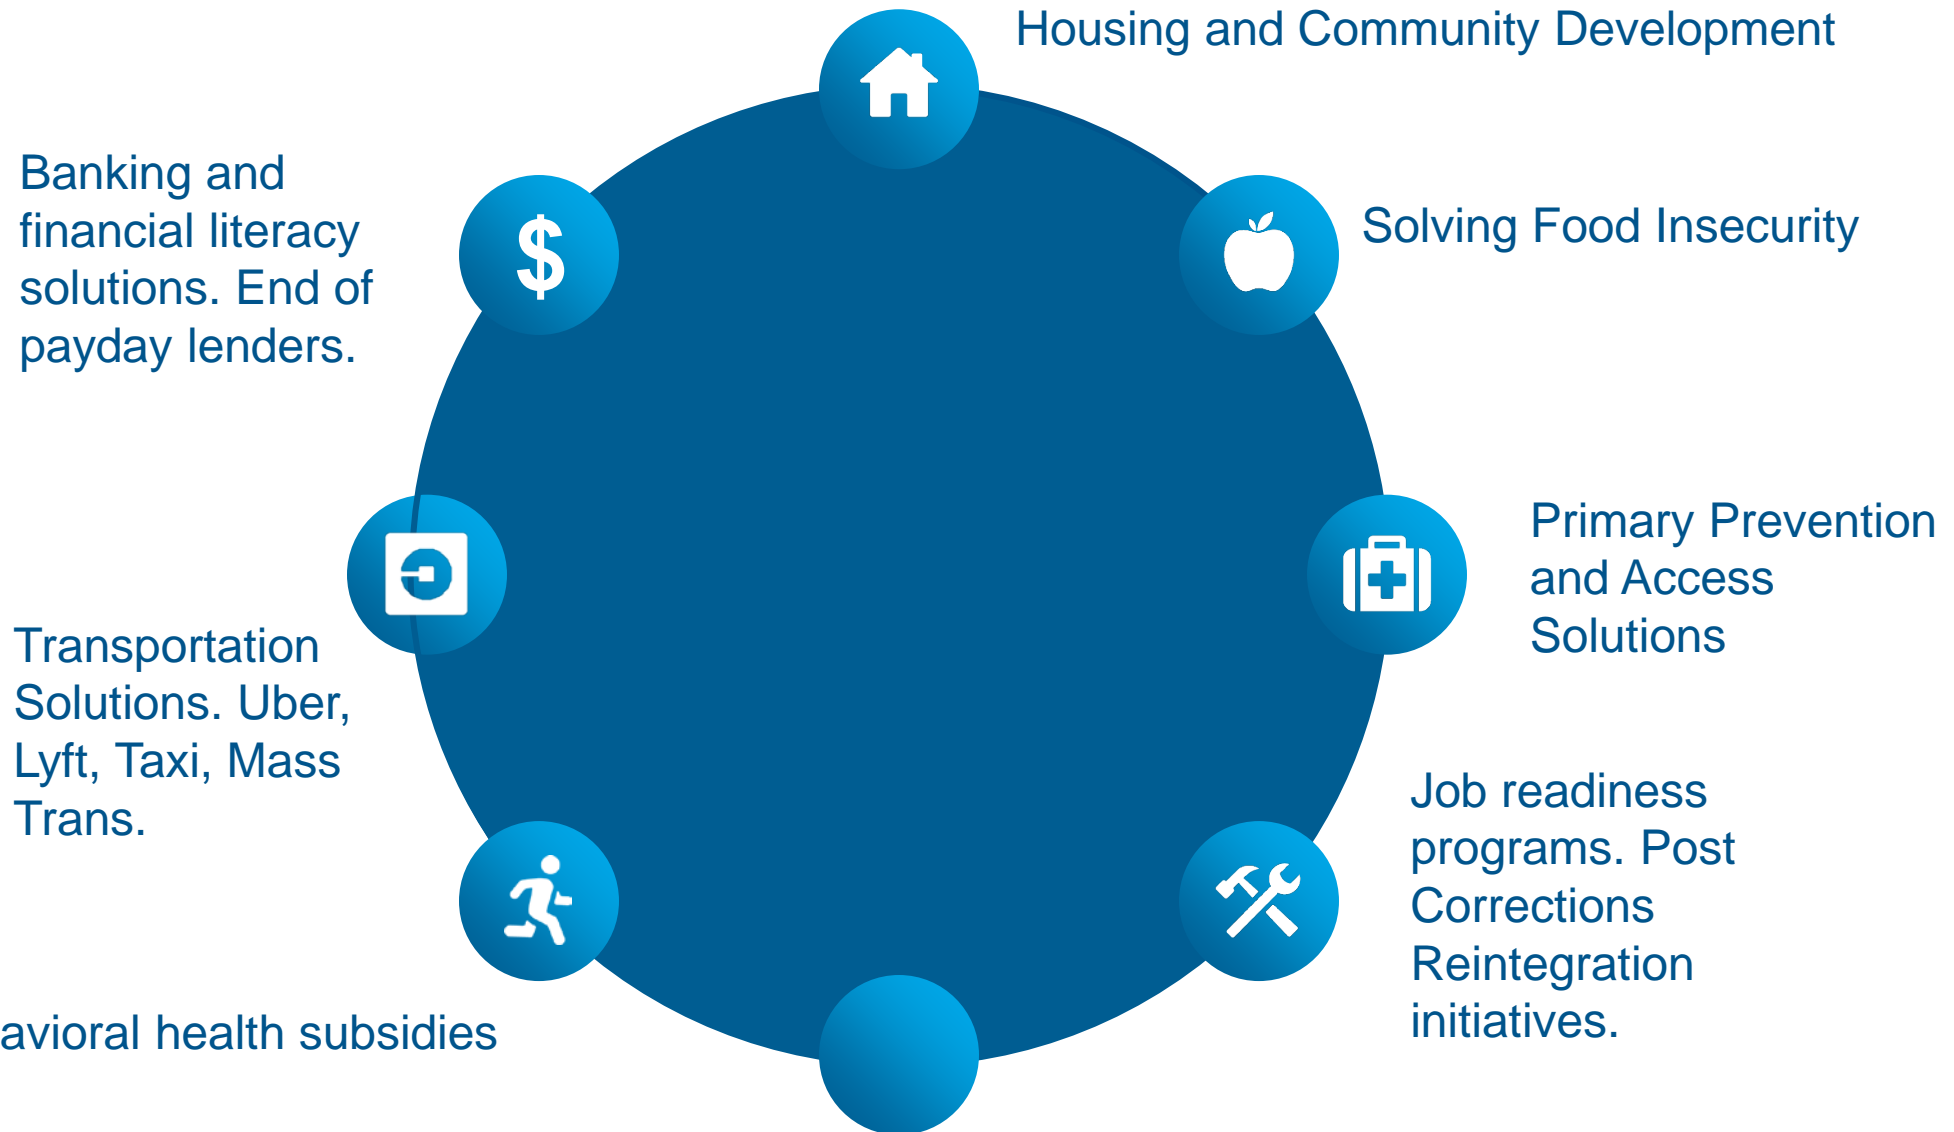 Housing and Community Development
Banking and
financial literacy
solutions. End of
payday lenders.
$
Solving Food Insecurity
Primary Prevention
and Access
Solutions
Transportation
Solutions. Uber,
Lyft, Taxi, Mass
Trans.
Job readiness
programs. Post
Corrections
Reintegration
initiatives.
avioral health subsidies